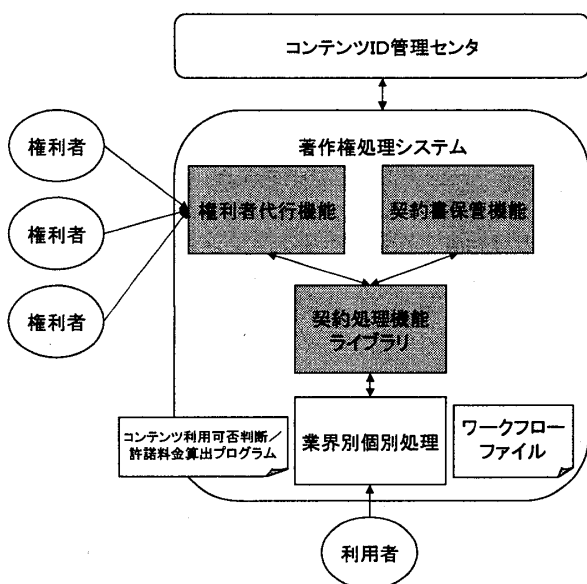 コンテンツID管理センタ
著作権処理システム
権利者
権利者
権利者
権利者代行機能
契約書保管機能
契約処理機能
ライブラリ
コンテンツ利用可否判断/
許諾料金算出プログラム
業界別個別処理
ワークフロー
ファイル
利用者